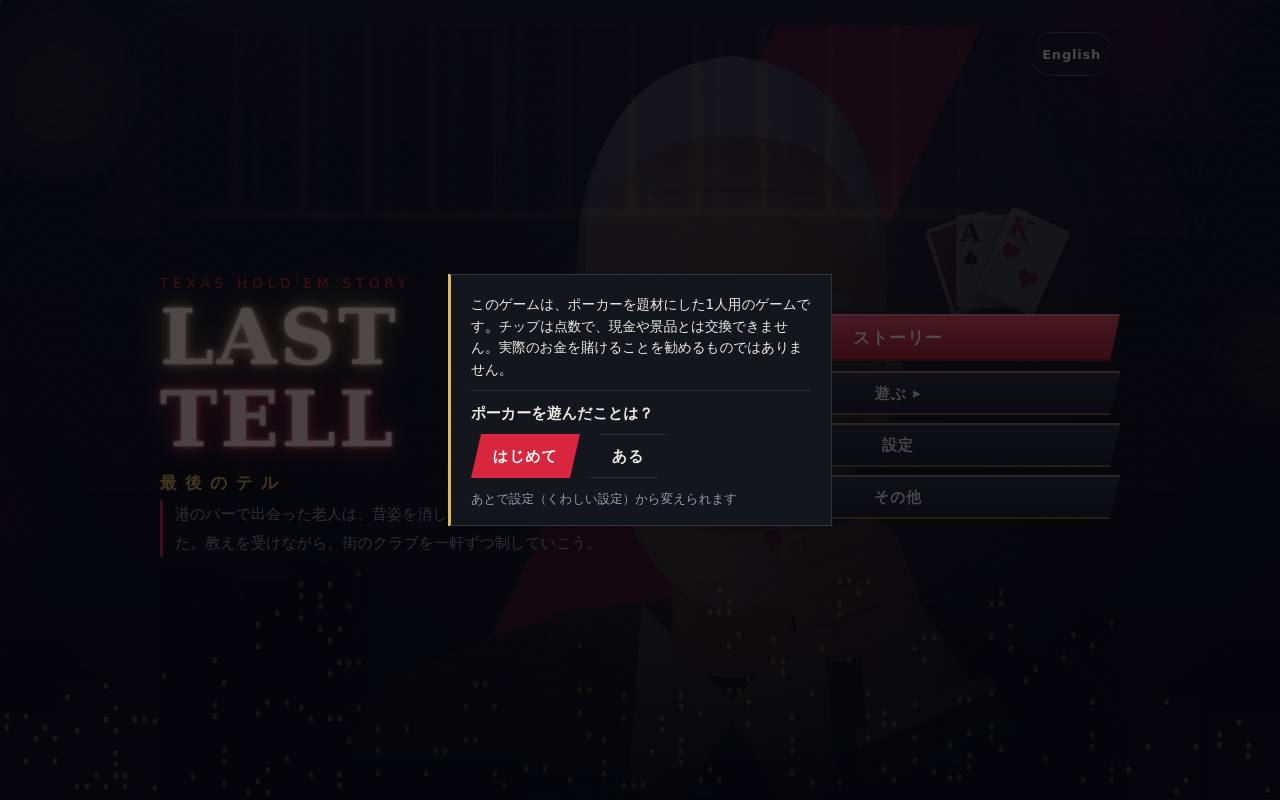 English
A
K
TEXAS HOLD'EM STORY
LAST
TELL
最後のテル
港のバーで出会った老人は、昔姿を消し
た。教えを受けながら、街のクラブを一軒ずつ制していこう。
このゲームは、ポーカーを題材にした1人用のゲームで
す。チップは点数で、現金や景品とは交換できませ
ん。実際のお金を賭けることを勧めるものではありま
せん。
ポーカーを遊んだことは？
はじめて
ある
あとで設定（くわしい設定）から変えられます
ストーリー
遊ぶ ▸
設定
その他